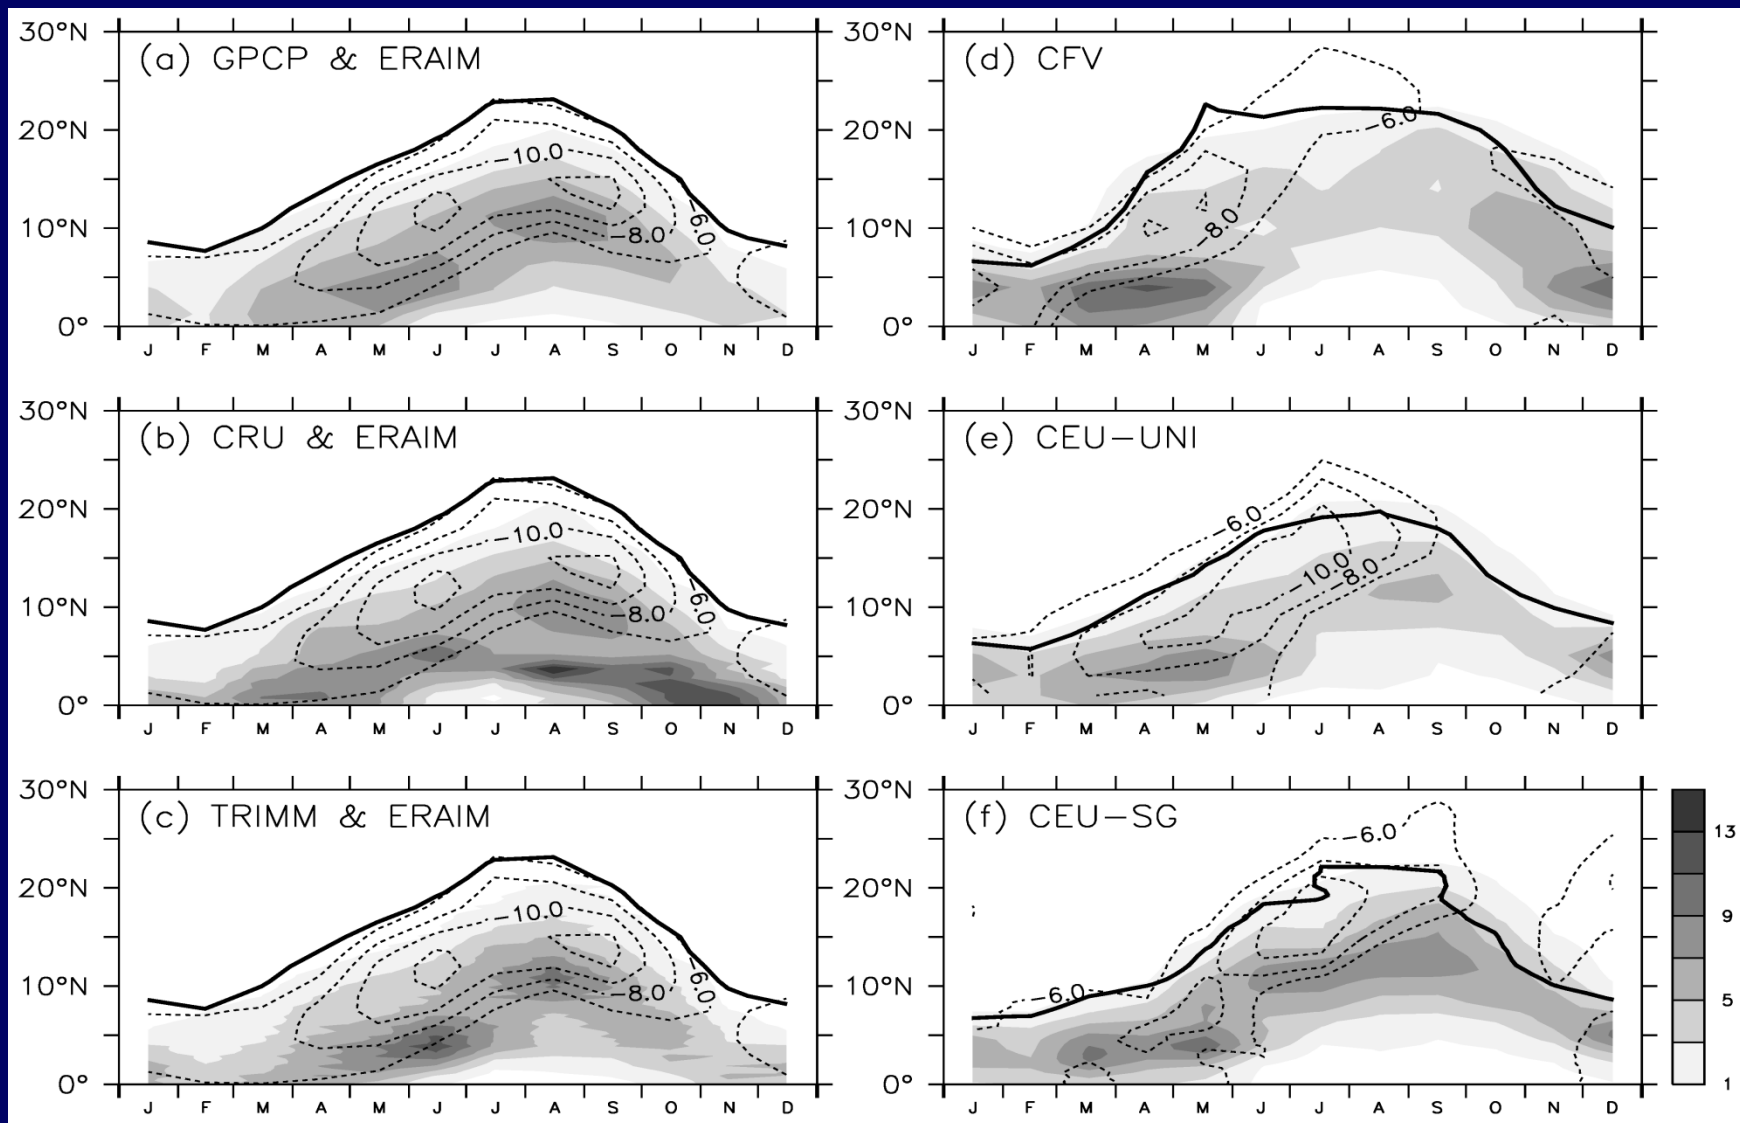 30°N
(a) GPCP & ERAIM
-10.0
-8.0
-6.0
20°N
10°N
0°
J F M A M J J A S O N D
30°N
(d) CFV
-6.0
-8.0
20°N
10°N
0°
J F M A M J J A S O N D
30°N
(b) CRU & ERAIM
-10.0
-8.0
-6.0
20°N
10°N
0°
J F M A M J J A S O N D
30°N
(e) CEU-UNI
-6.0
-10.0
-8.0
20°N
10°N
0°
J F M A M J J A S O N D
30°N
(c) TRIMM & ERAIM
-10.0
-8.0
-6.0
20°N
10°N
0°
J F M A M J J A S O N D
30°N
(f) CEU-SG
-6.0
-6.0
20°N
10°N
0°
J F M A M J J A S O N D
13
9
5
1